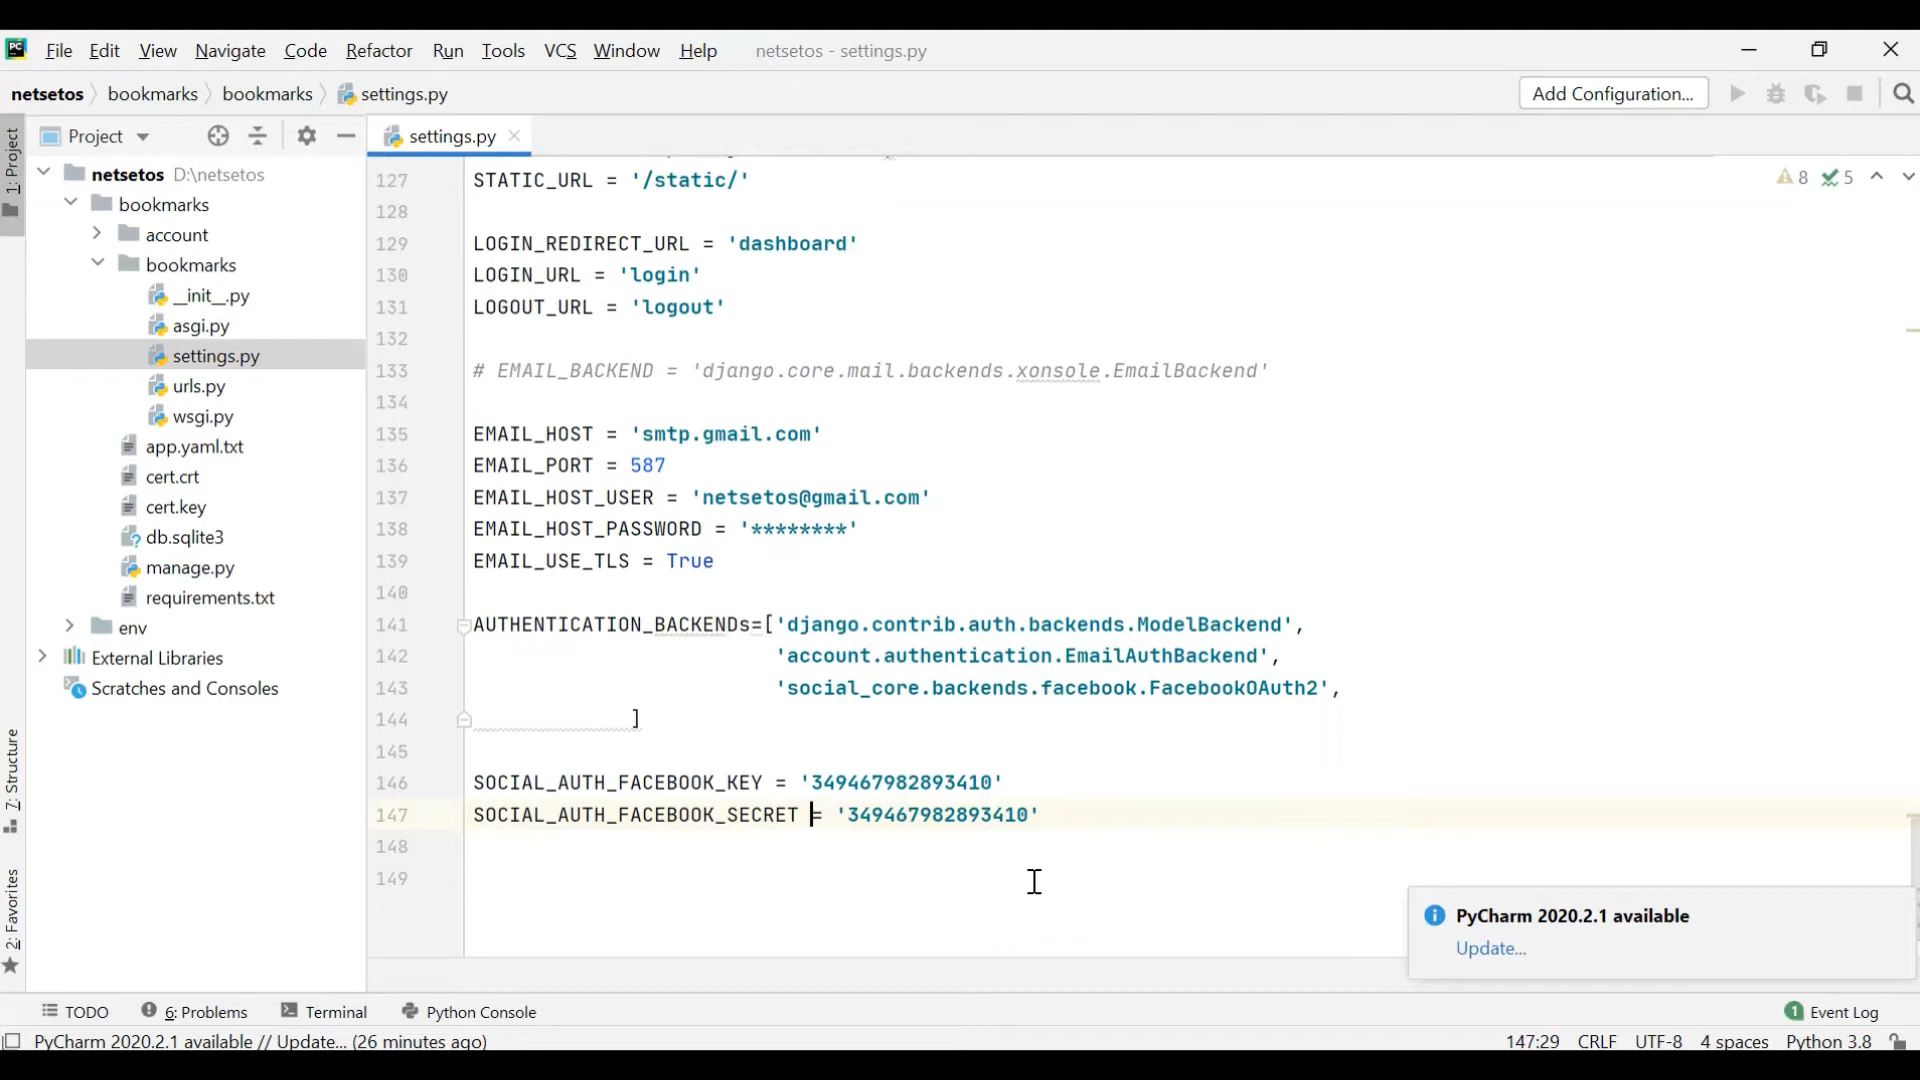 File Edit View Navigate Code Refactor Run Tools VCS Window Help netsetos - settings.py
netsetos bookmarks bookmarks settings.py Add Configuration...
Project settings.py
1: Project
netsetos D:\netsetos
bookmarks
account
bookmarks
__init__.py
asgi.py
settings.py
urls.py
wsgi.py
app.yaml.txt
cert.crt
cert.key
db.sqlite3
manage.py
requirements.txt
env
External Libraries
Scratches and Consoles
7: Structure
2: Favorites
8 5
127 STATIC_URL = '/static/'
128
129 LOGIN_REDIRECT_URL = 'dashboard'
130 LOGIN_URL = 'login'
131 LOGOUT_URL = 'logout'
132
133 # EMAIL_BACKEND = 'django.core.mail.backends.xonsole.EmailBackend'
134
135 EMAIL_HOST = 'smtp.gmail.com'
136 EMAIL_PORT = 587
137 EMAIL_HOST_USER = 'netsetos@gmail.com'
138 EMAIL_HOST_PASSWORD = '********'
139 EMAIL_USE_TLS = True
140
141 AUTHENTICATION_BACKENDs=['django.contrib.auth.backends.ModelBackend',
142 'account.authentication.EmailAuthBackend',
143 'social_core.backends.facebook.FacebookOAuth2',
144 ]
145
146 SOCIAL_AUTH_FACEBOOK_KEY = '349467982893410'
147 SOCIAL_AUTH_FACEBOOK_SECRET = '349467982893410'
148
149
PyCharm 2020.2.1 available
Update...
TODO 6: Problems Terminal Python Console 1 Event Log
PyCharm 2020.2.1 available // Update... (26 minutes ago) 147:29 CRLF UTF-8 4 spaces Python 3.8